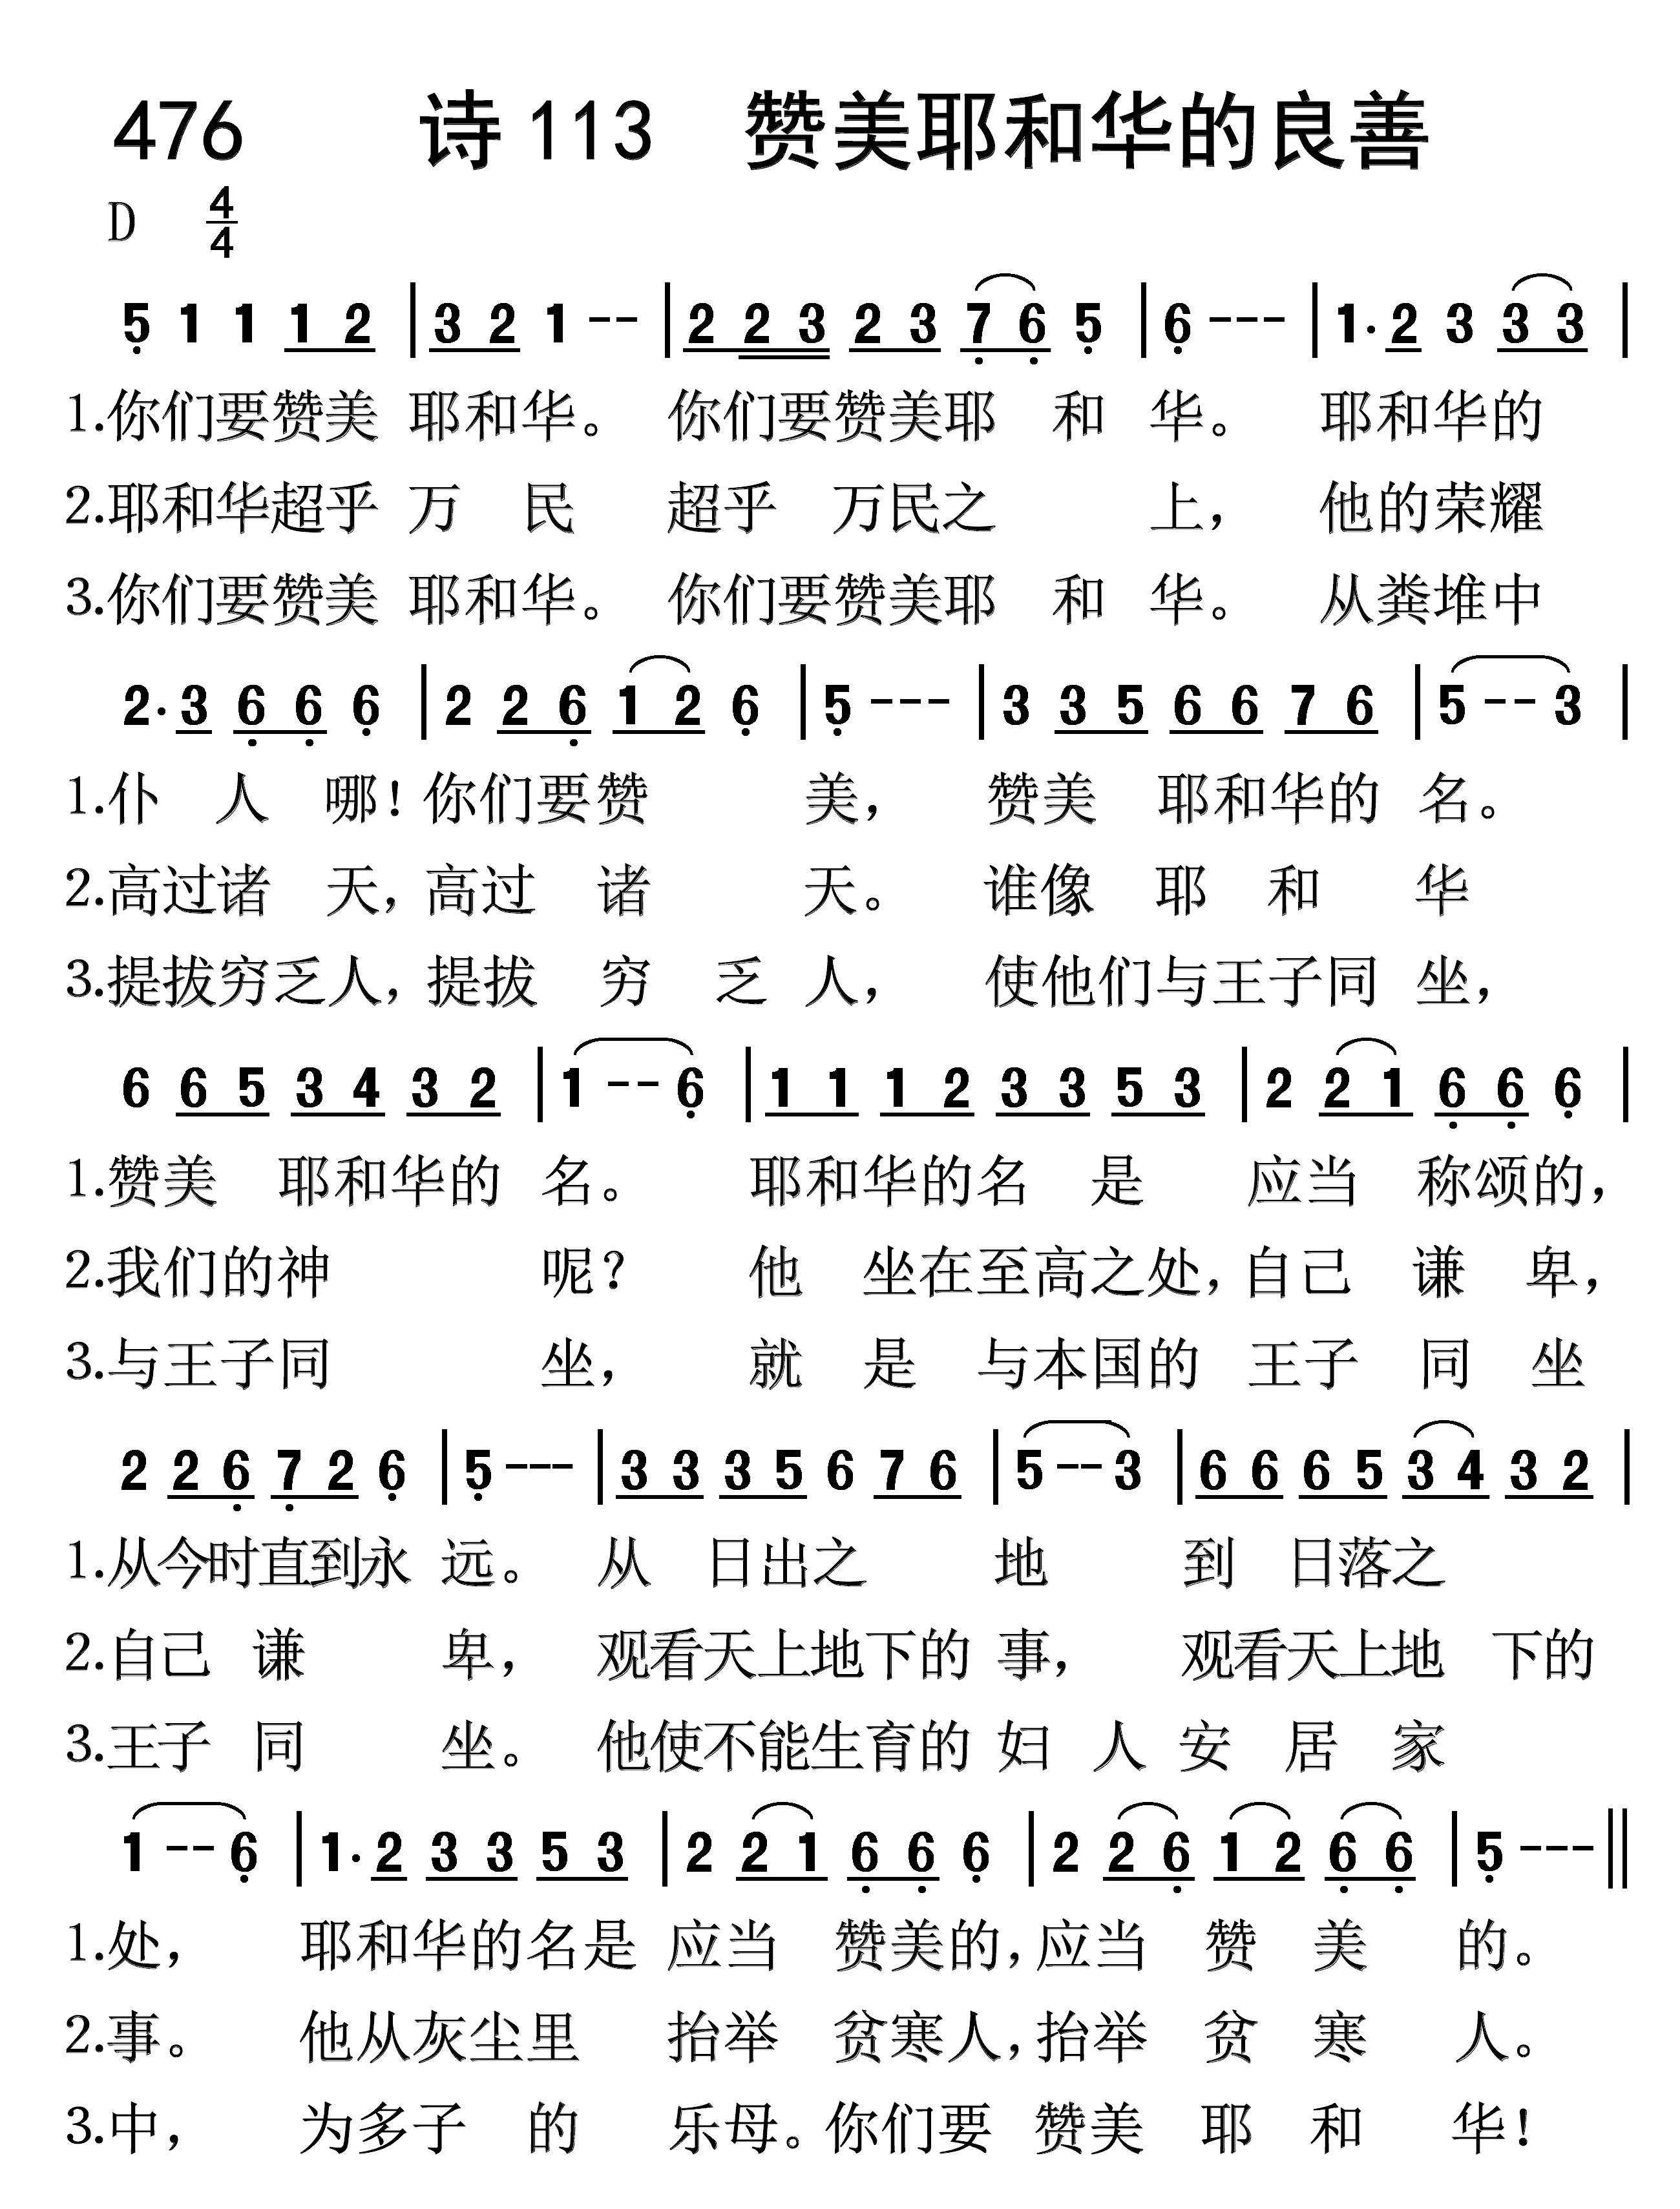 476 诗113 赞美耶和华的良善
D 4/4
5 1 1 1 2 | 3 2 1 -- | 2 2 3 2 3 7 6 5 | 6 --- | 1· 2 3 3 3 |
1.你们要赞美 耶和华。 你们要赞美耶 和 华。 耶和华的
2.耶和华超乎 万 民 超乎 万民之 上, 他的荣耀
3.你们要赞美 耶和华。 你们要赞美耶 和 华。 从粪堆中
2· 3 6 6 6 | 2 2 6 1 2 6 | 5 --- | 3 3 5 6 6 7 6 | 5 -- 3 |
1.仆 人 哪! 你们要赞 美, 赞美 耶和华的 名。
2.高过诸 天, 高过 诸 天。 谁像 耶 和 华
3.提拔穷乏人, 提拔 穷 乏 人, 使他们与王子同 坐,
6 6 5 3 4 3 2 | 1 -- 6 | 1 1 1 2 3 3 5 3 | 2 2 1 6 6 6 |
1.赞美 耶和华的 名。 耶和华的名 是 应当 称颂的,
2.我们的神 呢? 他 坐在至高之处, 自己 谦 卑,
3.与王子同 坐, 就 是 与本国的 王子 同 坐
2 2 6 7 2 6 | 5 --- | 3 3 3 5 6 7 6 | 5 -- 3 | 6 6 6 5 3 4 3 2 |
1.从今时直到永 远。 从 日出之 地 到 日落之
2.自己 谦 卑, 观看天上地下的 事, 观看天上地 下的
3.王子 同 坐。 他使不能生育的 妇 人 安 居 家
1 -- 6 | 1· 2 3 3 5 3 | 2 2 1 6 6 6 | 2 2 6 1 2 6 6 | 5 --- ||
1.处, 耶和华的名是 应当 赞美的, 应当 赞 美 的。
2.事。 他从灰尘里 抬举 贫寒人, 抬举 贫 寒 人。
3.中, 为多子 的 乐母。 你们要 赞美 耶 和 华!